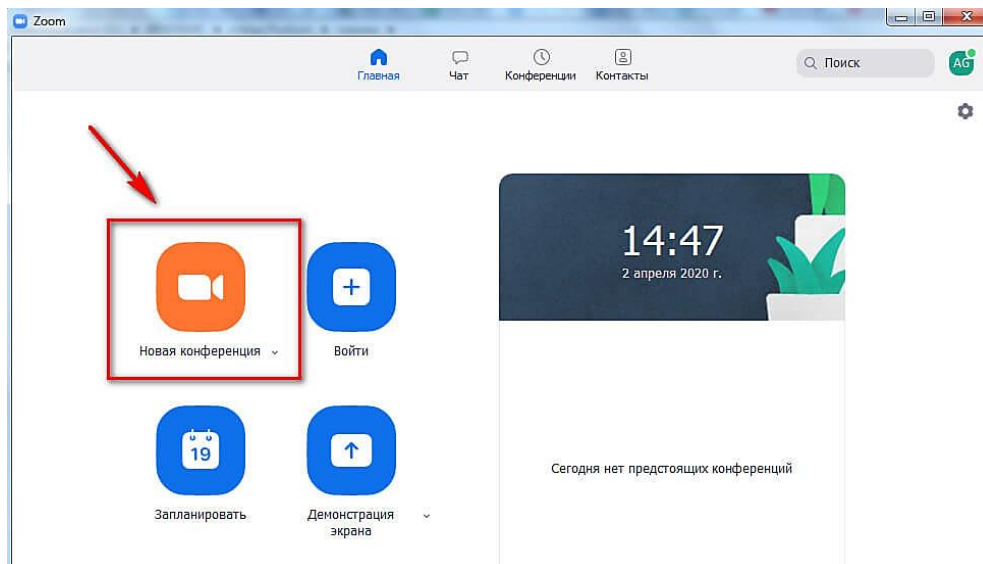 Zoom
Главная
Чат
Конференции
Контакты
Поиск
AG
14:47
2 апреля 2020 г.
Новая конференция
Войти
19
Запланировать
Демонстрация
экрана
Сегодня нет предстоящих конференций